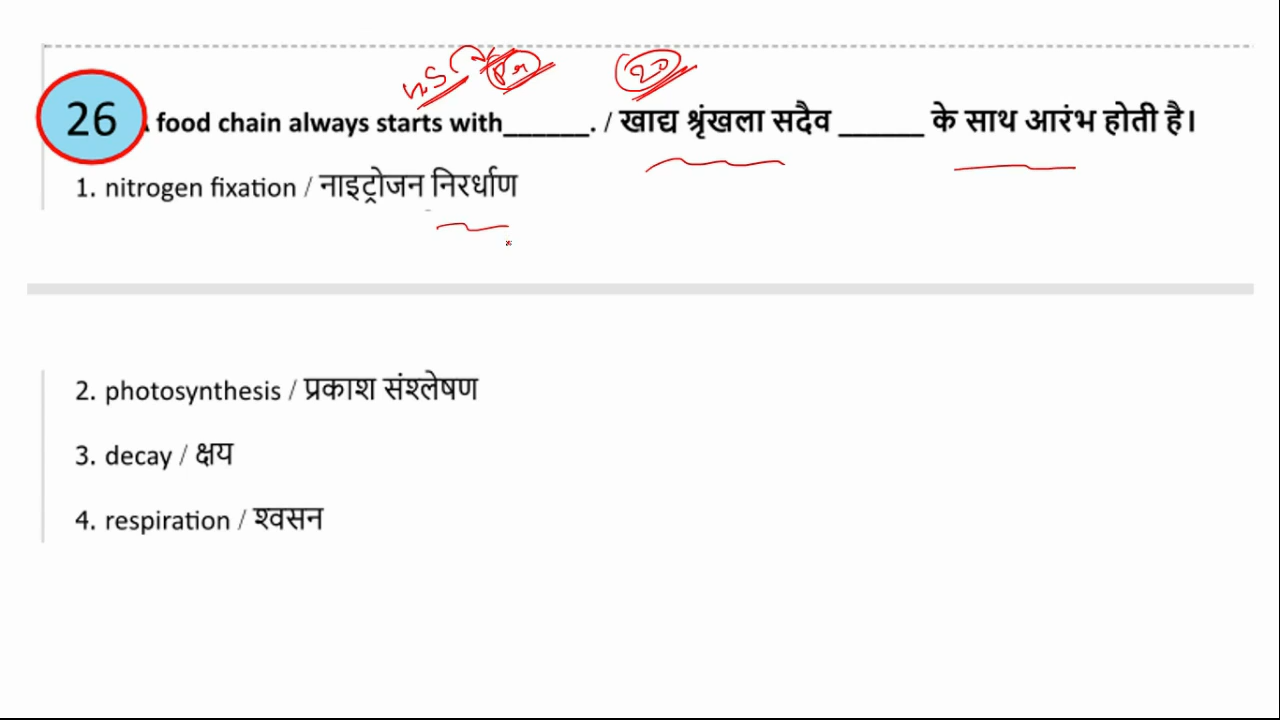 26 food chain always starts with______. / खाद्य श्रृंखला सदैव ______ के साथ आरंभ होती है।
1. nitrogen fixation / नाइट्रोजन निरर्धाण
2. photosynthesis / प्रकाश संश्लेषण
3. decay / क्षय
4. respiration / श्वसन